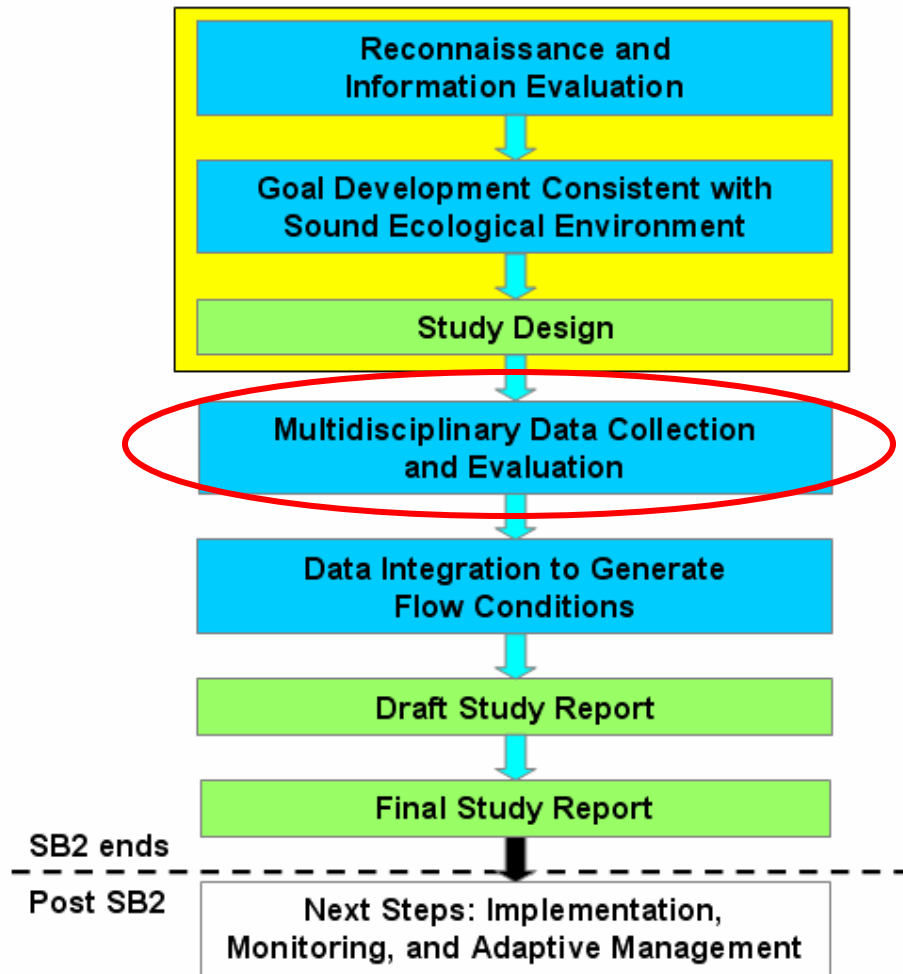 Reconnaissance and
Information Evaluation
Goal Development Consistent with
Sound Ecological Environment
Study Design
Multidisciplinary Data Collection
and Evaluation
Data Integration to Generate
Flow Conditions
Draft Study Report
Final Study Report
SB2 ends
Post SB2
Next Steps: Implementation,
Monitoring, and Adaptive Management